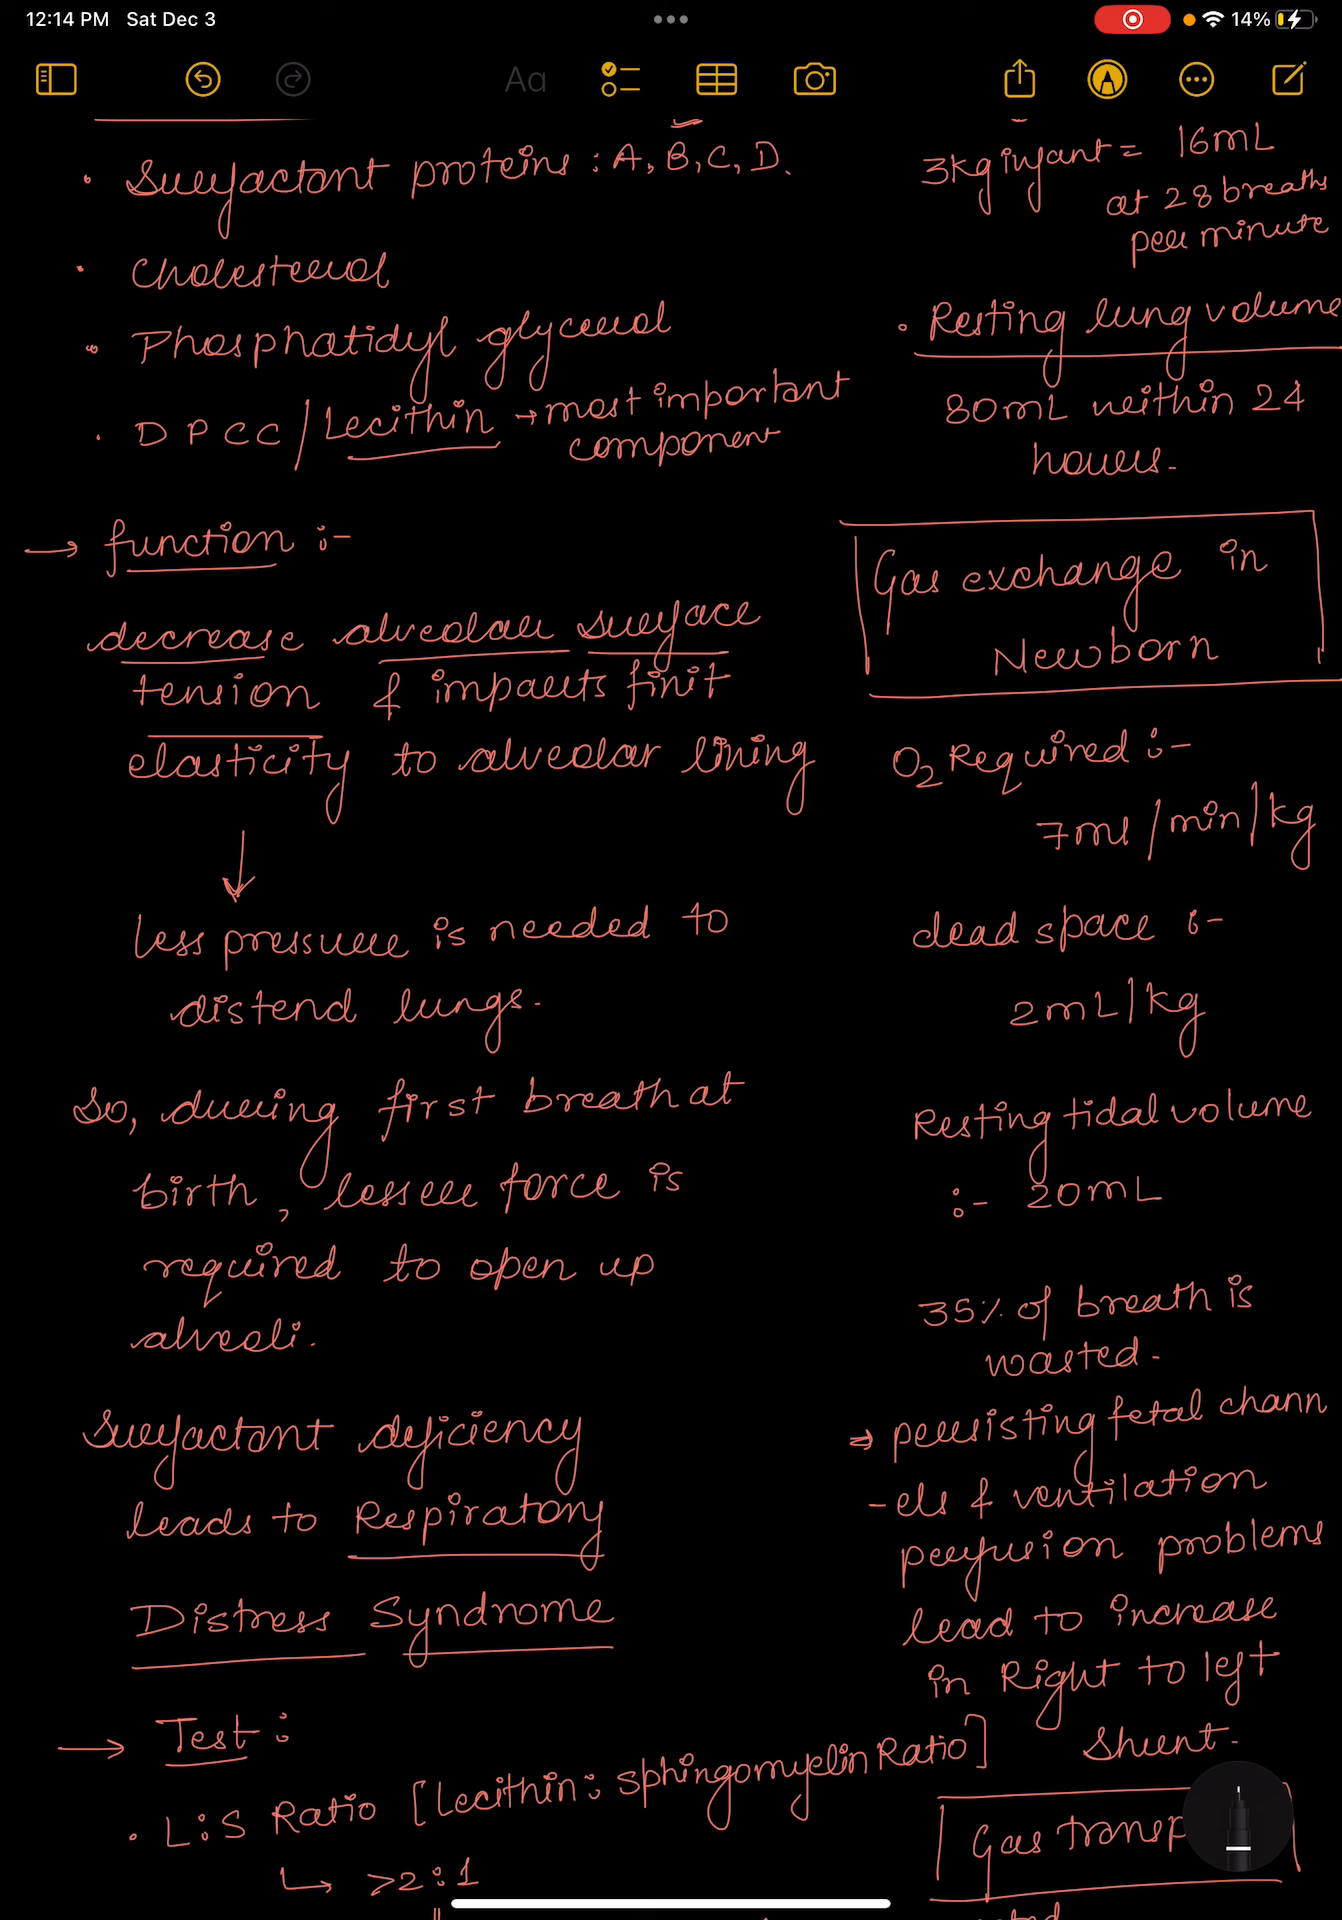 12:14 PM Sat Dec 3
14%
Aa
• Surfactant proteins : A, B, C, D.
• Cholesterol
• Phosphatidyl glycerol
• DPCC / Lecithin → most important
component
→ function :-
decrease alveolar surface
tension & imparts finit
elasticity to alveolar lining
↓
less pressure is needed to
distend lungs.
So, during first breath at
birth, lesser force is
required to open up
alveoli.
Surfactant deficiency
leads to Respiratory
Distress Syndrome
→ Test :
• L:S Ratio [Lecithin: Sphingomyelin Ratio]
↳ >2:1
3kg infant = 16mL
at 28 breaths
per minute
• Resting lung volume
80mL within 24
hours.
Gas exchange in
Newborn
O2 Required :-
7ml/min/kg
dead space :-
2mL/kg
Resting tidal volume
:- 20mL
35% of breath is
wasted.
⇒ persisting fetal chann
-els & ventilation
perfusion problems
lead to increase
in Right to left
Shunt.
Gas transp